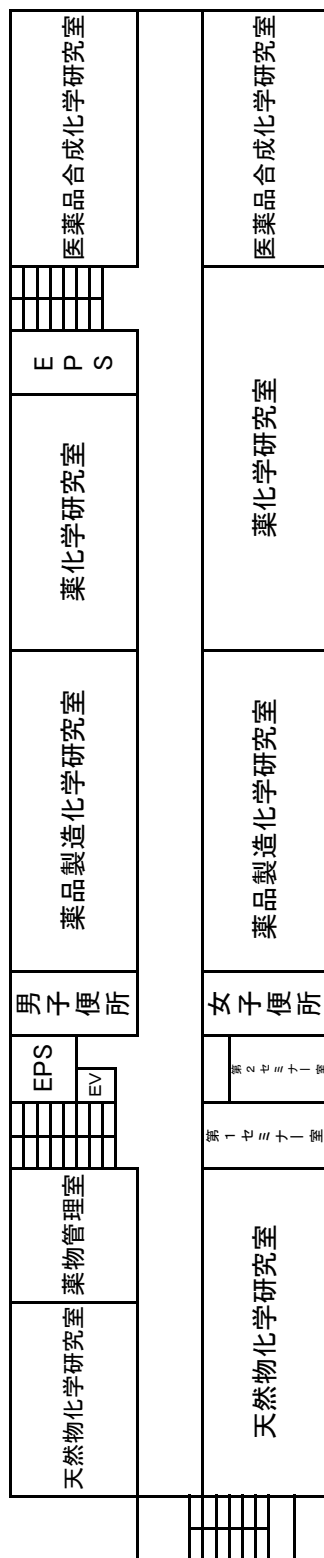 医薬品合成化学研究室
医薬品合成化学研究室
EPS
薬化学研究室
薬化学研究室
薬品製造化学研究室
薬品製造化学研究室
男子便所
女子便所
EPS
EV
第2セミナー室
第1セミナー室
薬物管理室
天然物化学研究室
天然物化学研究室